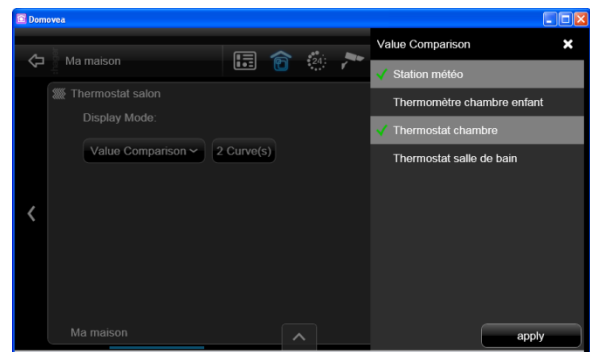 Domovea
Ma maison
24
Thermostat salon
Display Mode:
Value Comparison
2 Curve(s)
Ma maison
Value Comparison
Station météo
Thermomètre chambre enfant
Thermostat chambre
Thermostat salle de bain
apply